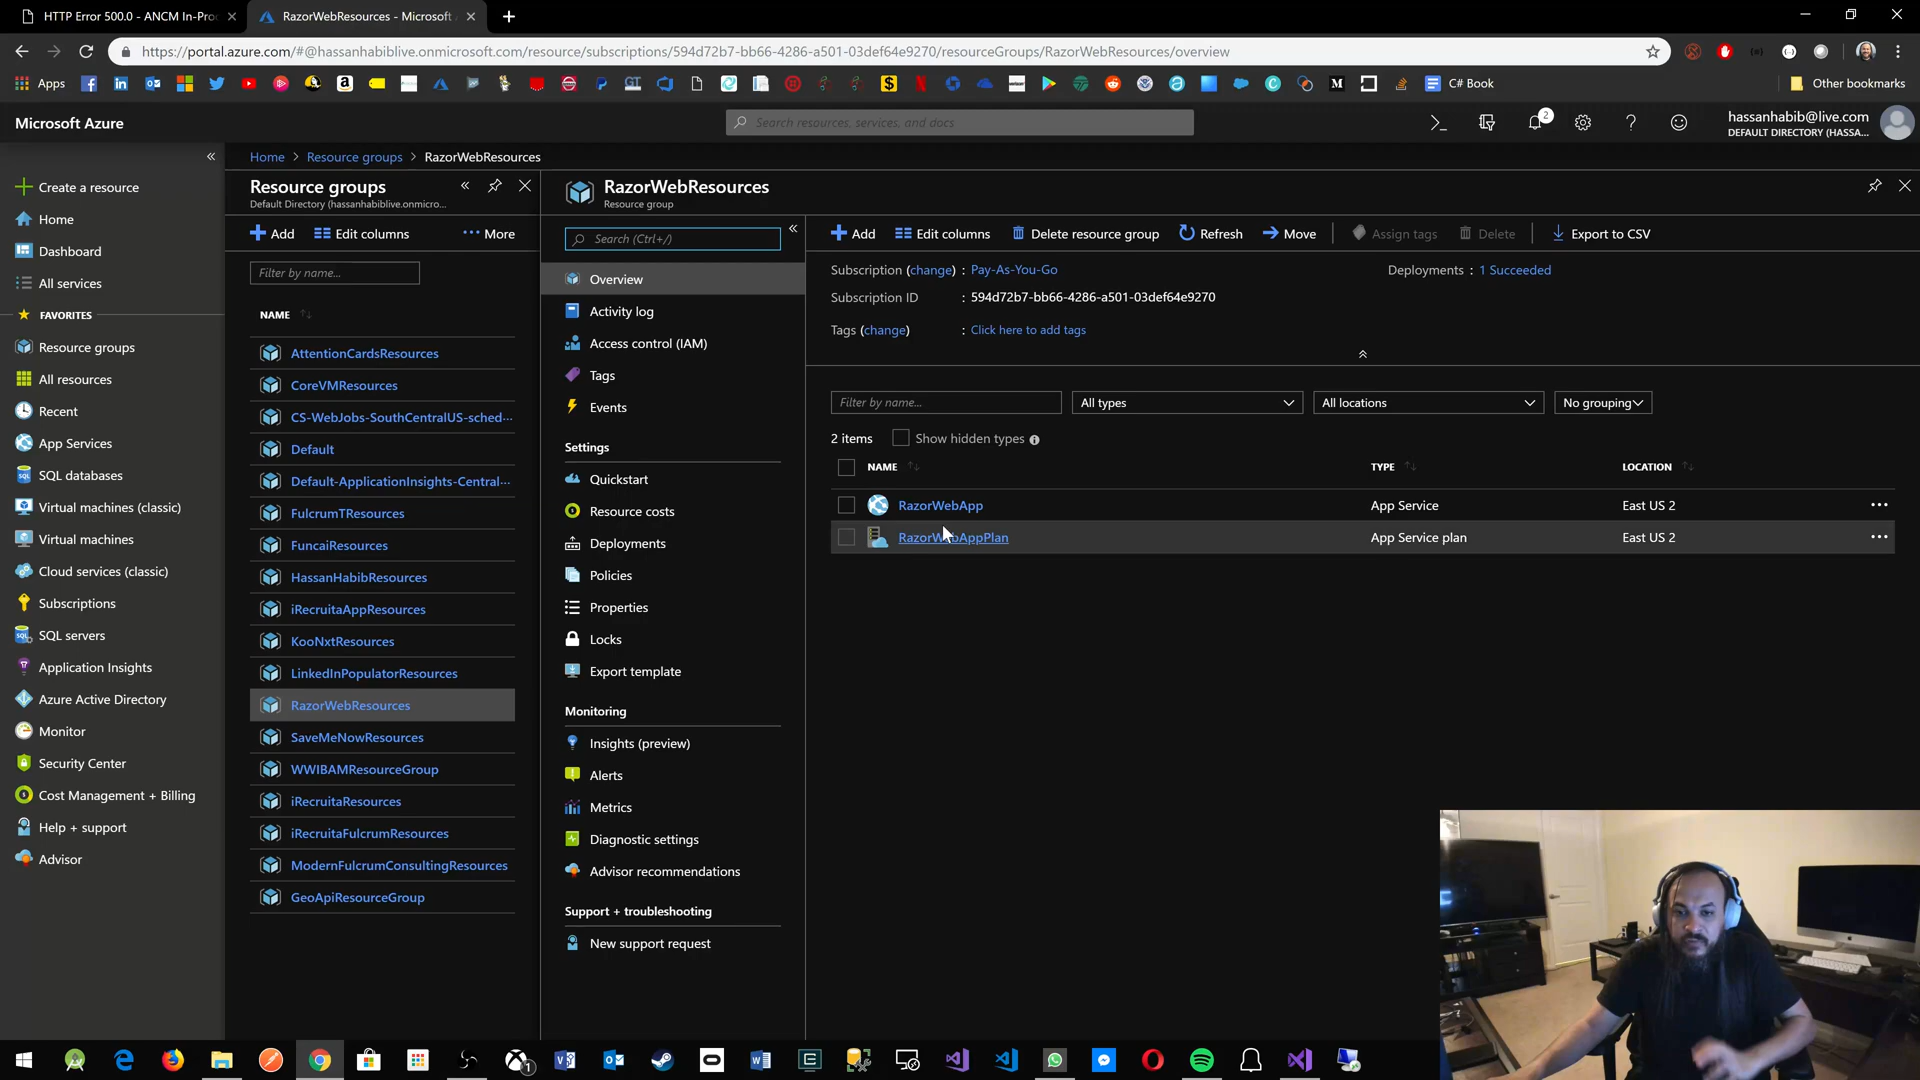 HTTP Error 500.0 - ANCM In-Proc
RazorWebResources - Microsoft
https://portal.azure.com/#@hassanhabiblive.onmicrosoft.com/resource/subscriptions/594d72b7-bb66-4286-a501-03def64e9270/resourceGroups/RazorWebResources/overview
Apps
C# Book
Other bookmarks
Microsoft Azure
Search resources, services, and docs
2
hassanhabib@live.com
DEFAULT DIRECTORY (HASSA...
Home > Resource groups > RazorWebResources
Create a resource
Home
Dashboard
All services
FAVORITES
Resource groups
All resources
Recent
App Services
SQL databases
Virtual machines (classic)
Virtual machines
Cloud services (classic)
Subscriptions
SQL servers
Application Insights
Azure Active Directory
Monitor
Security Center
Cost Management + Billing
Help + support
Advisor
Resource groups
Default Directory (hassanhabiblive.onmicro...
Add Edit columns More
Filter by name...
NAME
AttentionCardsResources
CoreVMResources
CS-WebJobs-SouthCentralUS-sched...
Default
Default-ApplicationInsights-Central...
FulcrumTResources
FuncaiResources
HassanHabibResources
iRecruitaAppResources
KooNxtResources
LinkedInPopulatorResources
RazorWebResources
SaveMeNowResources
WWIBAMResourceGroup
iRecruitaResources
iRecruitaFulcrumResources
ModernFulcrumConsultingResources
GeoApiResourceGroup
RazorWebResources
Resource group
Search (Ctrl+/)
Overview
Activity log
Access control (IAM)
Tags
Events
Settings
Quickstart
Resource costs
Deployments
Policies
Properties
Locks
Export template
Monitoring
Insights (preview)
Alerts
Metrics
Diagnostic settings
Advisor recommendations
Support + troubleshooting
New support request
Add Edit columns Delete resource group Refresh Move Assign tags Delete Export to CSV
Subscription (change) : Pay-As-You-Go
Deployments : 1 Succeeded
Subscription ID : 594d72b7-bb66-4286-a501-03def64e9270
Tags (change) : Click here to add tags
Filter by name... All types All locations No grouping
2 items Show hidden types
NAME TYPE LOCATION
RazorWebApp App Service East US 2
RazorWebAppPlan App Service plan East US 2